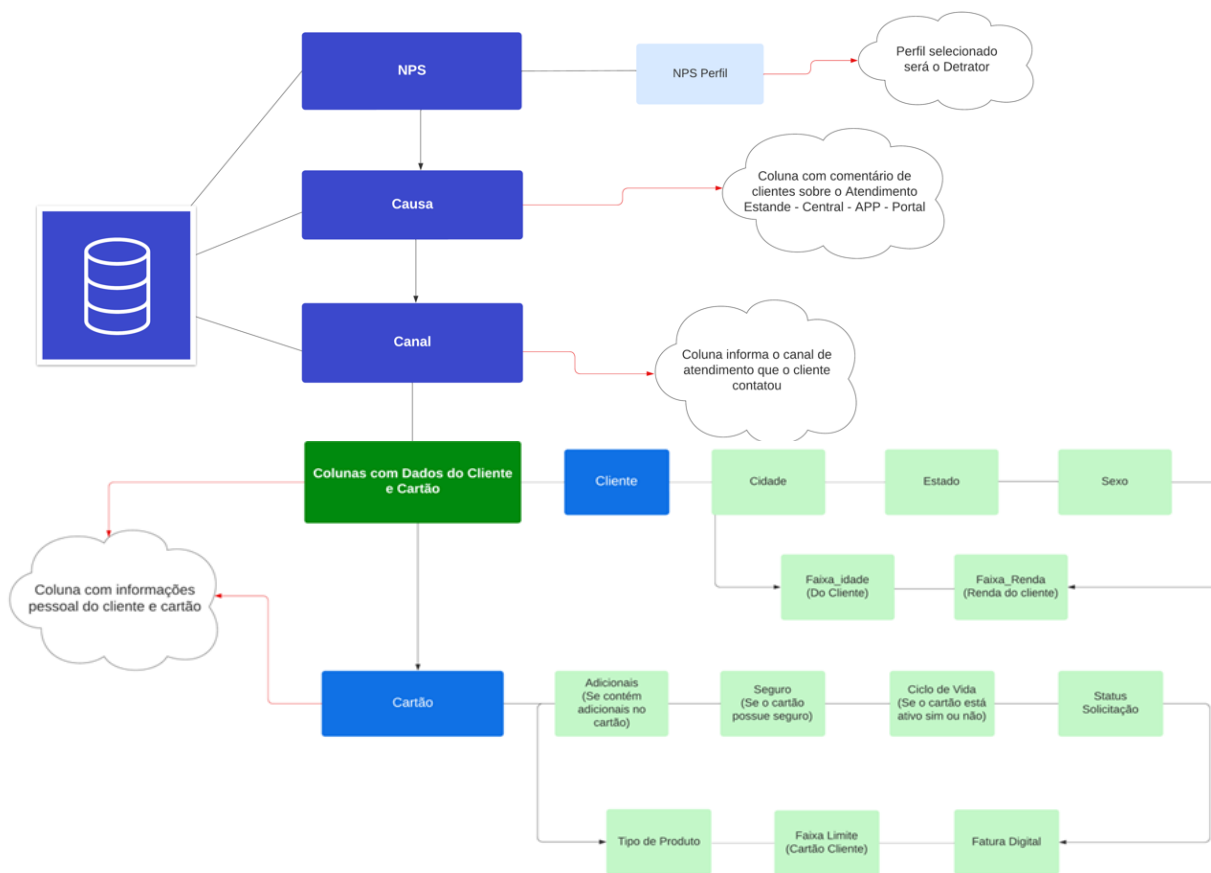 NPS
NPS Perfil
Perfil selecionado
será o Detrator
Causa
Coluna com comentário de
clientes sobre o Atendimento
Estande - Central - APP - Portal
Canal
Coluna informa o canal de
atendimento que o cliente
contatou
Colunas com Dados do Cliente
e Cartão
Cliente
Cidade
Estado
Sexo
Faixa_idade
(Do Cliente)
Faixa_Renda
(Renda do cliente)
Coluna com informações
pessoal do cliente e cartão
Cartão
Adicionais
(Se contém
adicionais no
cartão)
Seguro
(Se o cartão
possue seguro)
Ciclo de Vida
(Se o cartão está
ativo sim ou não)
Status
Solicitação
Tipo de Produto
Faixa Limite
(Cartão Cliente)
Fatura Digital